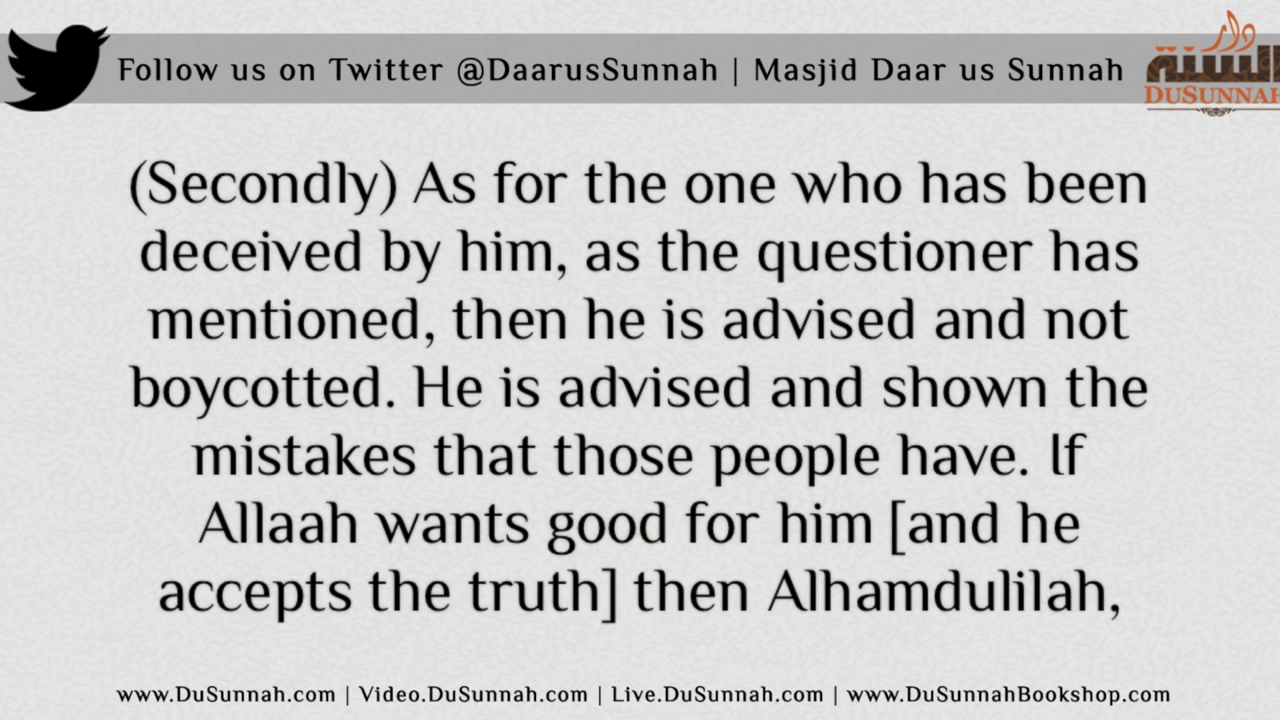 Follow us on Twitter @DaarusSunnah | Masjid Daar us Sunnah
دار السنة
DUSUNNAH
(Secondly) As for the one who has been
deceived by him, as the questioner has
mentioned, then he is advised and not
boycotted. He is advised and shown the
mistakes that those people have. If
Allaah wants good for him [and he
accepts the truth] then Alhamdulilah,
www.DuSunnah.com | Video.DuSunnah.com | Live.DuSunnah.com | www.DuSunnahBookshop.com